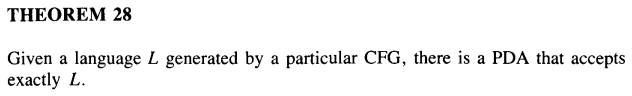 THEOREM 28
Given a language L generated by a particular CFG, there is a PDA that accepts
exactly L.